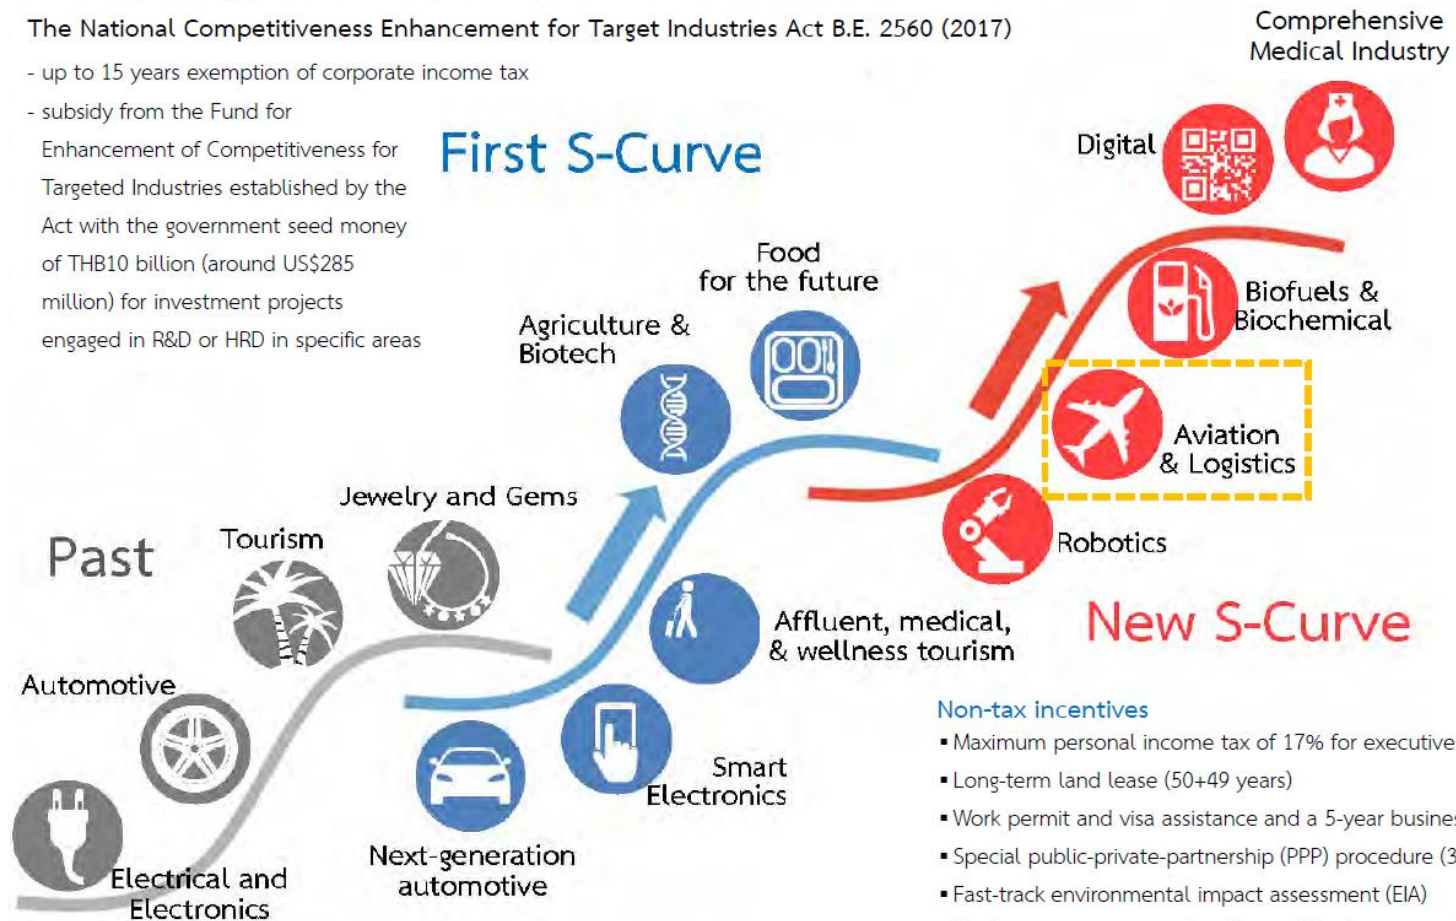 The National Competitiveness Enhancement for Target Industries Act B.E. 2560 (2017)
- up to 15 years exemption of corporate income tax
- subsidy from the Fund for
Enhancement of Competitiveness for
Targeted Industries established by the
Act with the government seed money
of THB10 billion (around US$285
million) for investment projects
engaged in R&D or HRD in specific areas
First S-Curve
Comprehensive
Medical Industry
Digital
Food
for the future
Agriculture &
Biotech
Biofuels &
Biochemical
Aviation
& Logistics
Jewelry and Gems
Tourism
Past
Robotics
New S-Curve
Affluent, medical,
& wellness tourism
Automotive
Smart
Electronics
Next-generation
automotive
Electrical and
Electronics
Non-tax incentives
▪ Maximum personal income tax of 17% for executive
▪ Long-term land lease (50+49 years)
▪ Work permit and visa assistance and a 5-year busines
▪ Special public-private-partnership (PPP) procedure (3
▪ Fast-track environmental impact assessment (EIA)